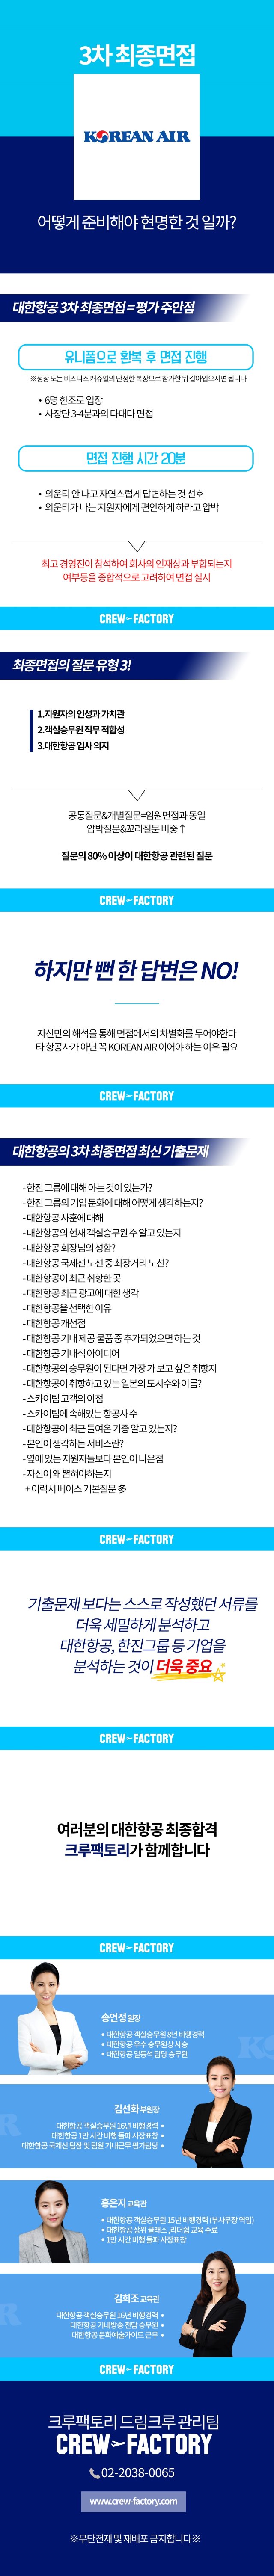 3차 최종면접
KOREAN AIR
어떻게 준비해야 현명한 것 일까?
대한항공 3차 최종면접 = 평가 주안점
유니폼으로 환복 후 면접 진행
※정장 또는 비즈니스 캐쥬얼의 단정한 복장으로 참가한 뒤 갈아입으시면 됩니다
• 6명 한조로 입장
• 사장단 3-4분과의 다대다 면접
면접 진행 시간 20분
• 외운티 안 나고 자연스럽게 답변하는 것 선호
• 외운티가 나는 지원자에게 편안하게 하라고 압박
최고 경영진이 참석하여 회사의 인재상과 부합되는지
여부등을 종합적으로 고려하여 면접 실시
CREW-FACTORY
최종면접의 질문 유형 3!
1.지원자의 인성과 가치관
2.객실승무원 직무 적합성
3.대한항공 입사 의지
공통질문&개별질문=임원면접과 동일
압박질문&꼬리질문 비중↑
질문의 80% 이상이 대한항공 관련된 질문
CREW-FACTORY
하지만 뻔 한 답변은 NO!
자신만의 해석을 통해 면접에서의 차별화를 두어야한다
타 항공사가 아닌 꼭 KOREAN AIR 이어야 하는 이유 필요
CREW-FACTORY
대한항공의 3차 최종면접 최신 기출문제
- 한진 그룹에 대해 아는 것이 있는가?
- 한진 그룹의 기업 문화에 대해 어떻게 생각하는지?
- 대한항공 사훈에 대해
- 대한항공의 현재 객실승무원 수 알고 있는지
- 대한항공 회장님의 성함?
- 대한항공 국제선 노선 중 최장거리 노선?
- 대한항공이 최근 취항한 곳
- 대한항공 최근 광고에 대한 생각
- 대한항공을 선택한 이유
- 대한항공 개선점
- 대한항공 기내 제공 물품 중 추가되었으면 하는 것
- 대한항공 기내식 아이디어
- 대한항공의 승무원이 된다면 가장 가 보고 싶은 취항지
- 대한항공이 취항하고 있는 일본의 도시수와 이름?
- 스카이팀 고객의 이점
- 스카이팀에 속해있는 항공사 수
- 대한항공이 최근 들여온 기종 알고 있는지?
- 본인이 생각하는 서비스란?
- 옆에 있는 지원자들보다 본인이 나은점
- 자신이 왜 뽑혀야하는지
+ 이력서 베이스 기본질문 多
CREW-FACTORY
기출문제 보다는 스스로 작성했던 서류를
더욱 세밀하게 분석하고
대한항공, 한진그룹 등 기업을
분석하는 것이 더욱 중요
CREW-FACTORY
여러분의 대한항공 최종합격
크루팩토리가 함께합니다
CREW-FACTORY
송언정 원장
• 대한항공 객실승무원 8년 비행경력
• 대한항공 우수 승무원상 사승
• 대한항공 일등석 담당 승무원
김선화 부원장
대한항공 객실승무원 16년 비행경력 •
대한항공 1만 시간 비행 돌파 사장표창 •
대한항공 국제선 팀장 및 팀원 기내근무 평가담당 •
홍은지 교육관
• 대한항공 객실승무원 15년 비행경력 (부사무장 역임)
• 대한항공 상위 클래스 ,리더쉽 교육 수료
• 1만 시간 비행 돌파 사장표창
김희조 교육관
대한항공 객실승무원 16년 비행경력 •
대한항공 기내방송 전담 승무원 •
대한항공 문화예술가이드 근무 •
CREW-FACTORY
크루팩토리 드림크루 관리팀
CREW-FACTORY
02-2038-0065
www.crew-factory.com
※무단전재 및 재배포 금지합니다※